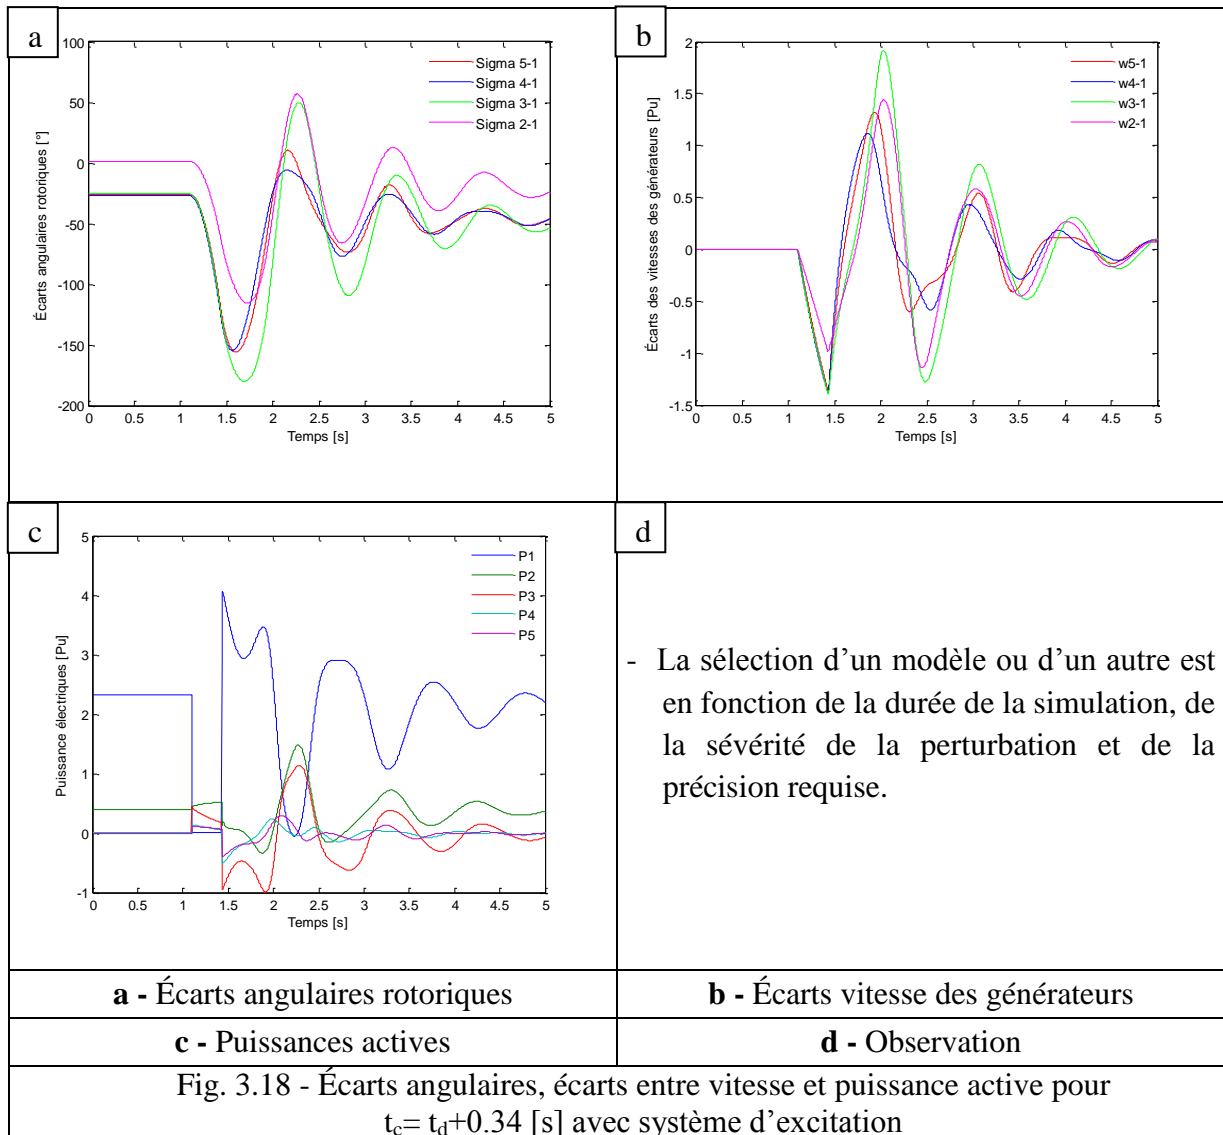 a
100
50
0
-50
-100
-150
-200
0 0.5 1 1.5 2 2.5 3 3.5 4 4.5 5
Temps [s]
Écarts angulaires rotoriques [°]
Sigma 5-1
Sigma 4-1
Sigma 3-1
Sigma 2-1
b
2
1.5
1
0.5
0
-0.5
-1
-1.5
0 0.5 1 1.5 2 2.5 3 3.5 4 4.5 5
Temps [s]
Écarts des vitesses des générateurs [Pu]
w5-1
w4-1
w3-1
w2-1
c
5
4
3
2
1
0
-1
0 0.5 1 1.5 2 2.5 3 3.5 4 4.5 5
Temps [s]
Puissance électriques [Pu]
P1
P2
P3
P4
P5
d
- La sélection d’un modèle ou d’un autre est
en fonction de la durée de la simulation, de
la sévérité de la perturbation et de la
précision requise.
a - Écarts angulaires rotoriques
b - Écarts vitesse des générateurs
c - Puissances actives
d - Observation
Fig. 3.18 - Écarts angulaires, écarts entre vitesse et puissance active pour
tc= td+0.34 [s] avec système d’excitation